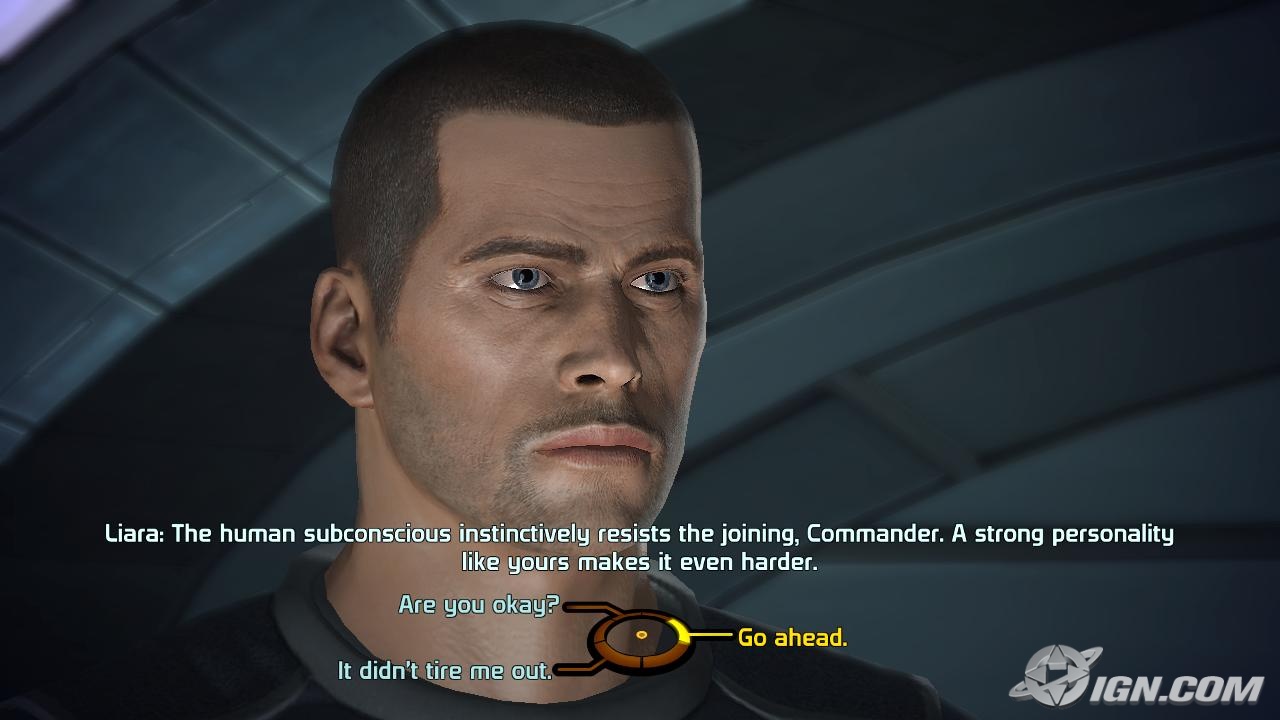 Liara: The human subconscious instinctively resists the joining, Commander. A strong personality
like yours makes it even harder.
Are you okay?
Go ahead.
It didn't tire me out.
IGN.COM